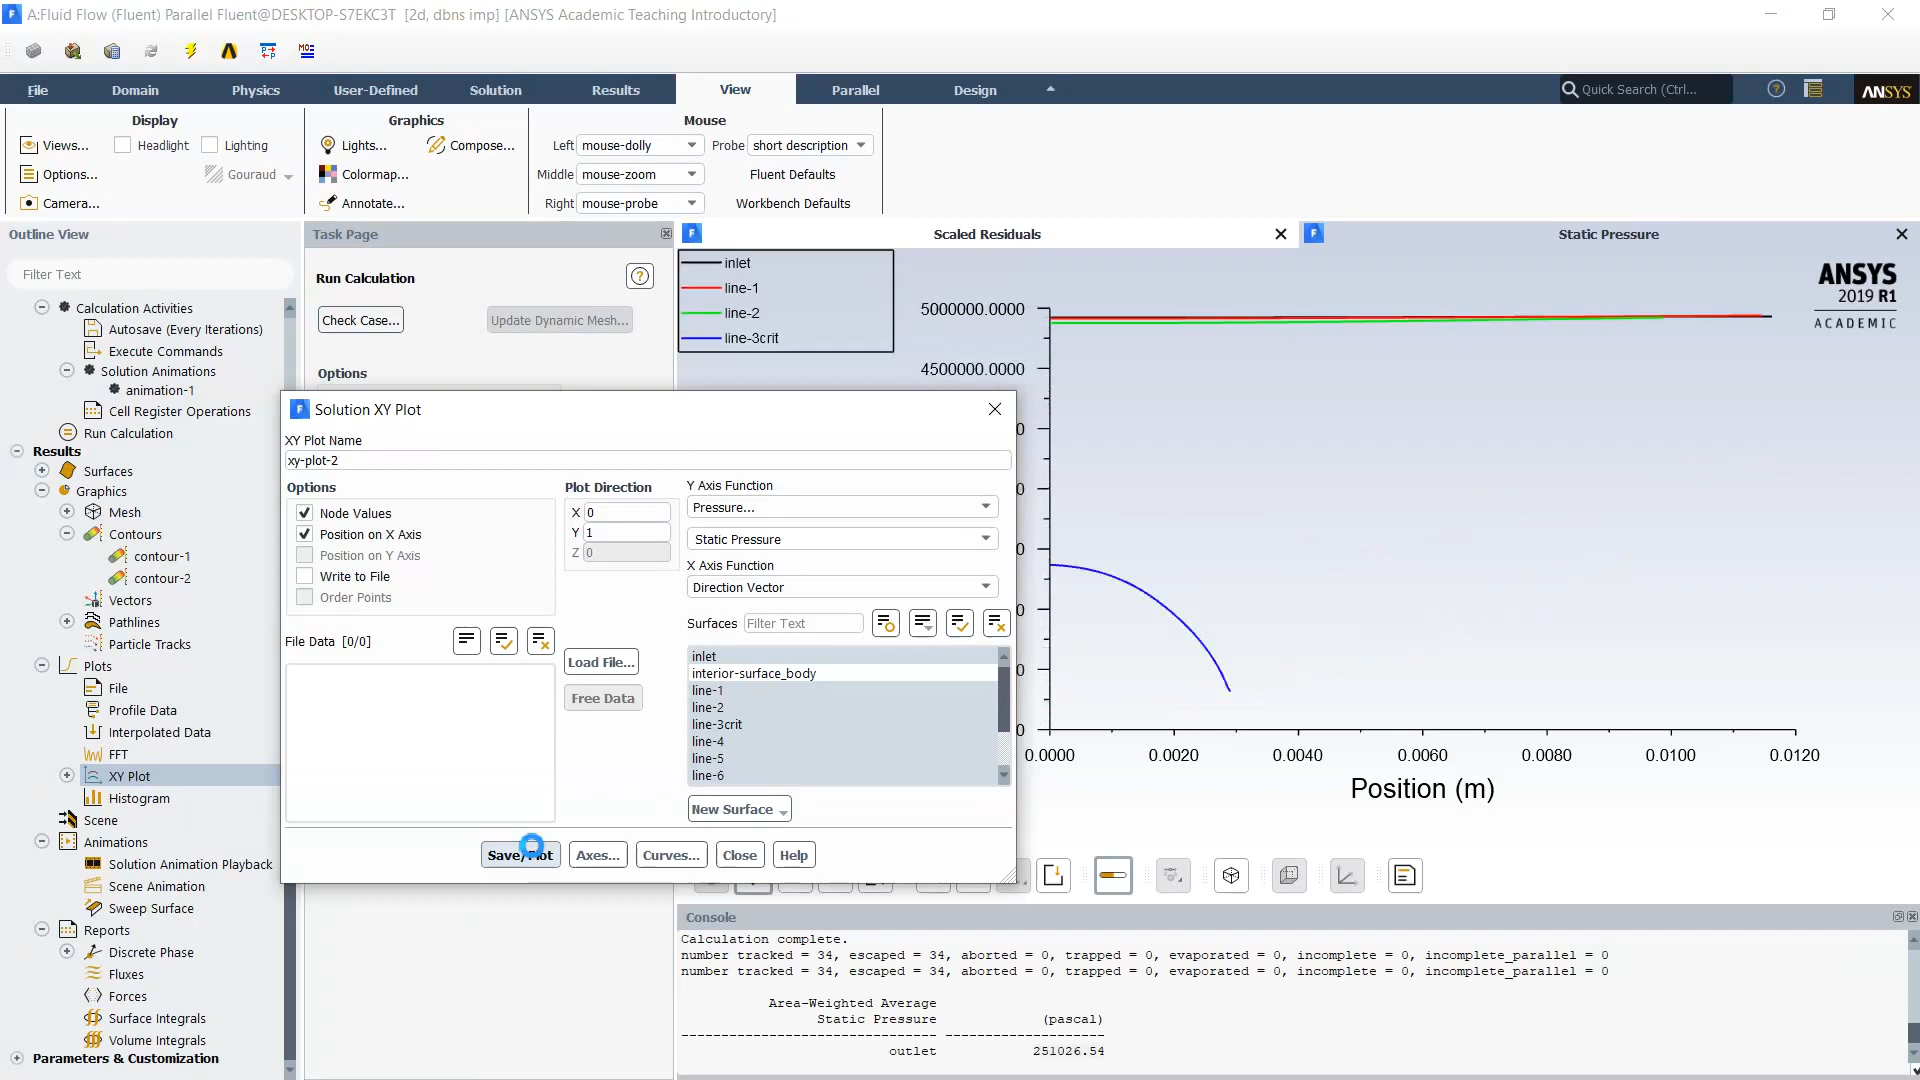 A:Fluid Flow (Fluent) Parallel Fluent@DESKTOP-S7EKC3T [2d, dbns imp] [ANSYS Academic Teaching Introductory]
File Domain Physics User-Defined Solution Results View Parallel Design
Quick Search (Ctrl...
ANSYS
Display Graphics Mouse
Views... Headlight Lighting Lights... Compose... Left mouse-dolly Probe short description
Options... Gouraud Colormap... Middle mouse-zoom Fluent Defaults
Camera... Annotate... Right mouse-probe Workbench Defaults
Outline View
Filter Text
Calculation Activities
Autosave (Every Iterations)
Execute Commands
Solution Animations
animation-1
Cell Register Operations
Run Calculation
Results
Surfaces
Graphics
Mesh
Contours
contour-1
contour-2
Vectors
Pathlines
Particle Tracks
Plots
File
Profile Data
Interpolated Data
FFT
XY Plot
Histogram
Scene
Animations
Solution Animation Playback
Scene Animation
Sweep Surface
Reports
Discrete Phase
Fluxes
Forces
Surface Integrals
Volume Integrals
Parameters & Customization
Task Page
Run Calculation
Check Case... Update Dynamic Mesh...
Options
Solution XY Plot
XY Plot Name
xy-plot-2
Options
Node Values
Position on X Axis
Position on Y Axis
Write to File
Order Points
Plot Direction
X 0
Y 1
Z 0
Y Axis Function
Pressure...
Static Pressure
X Axis Function
Direction Vector
File Data [0/0]
Load File...
Free Data
Surfaces Filter Text
inlet
interior-surface_body
line-1
line-2
line-3crit
line-4
line-5
line-6
New Surface
Save/Plot Axes... Curves... Close Help
Scaled Residuals
Static Pressure
inlet
line-1
line-2
line-3crit
5000000.0000
4500000.0000
0
0
0
0
0
0
0.0000 0.0020 0.0040 0.0060 0.0080 0.0100 0.0120
Position (m)
ANSYS
2019 R1
ACADEMIC
Console
Calculation complete.
number tracked = 34, escaped = 34, aborted = 0, trapped = 0, evaporated = 0, incomplete = 0, incomplete_parallel = 0
number tracked = 34, escaped = 34, aborted = 0, trapped = 0, evaporated = 0, incomplete = 0, incomplete_parallel = 0
Area-Weighted Average
Static Pressure (pascal)
-------------------------------- --------------------
outlet 251026.54